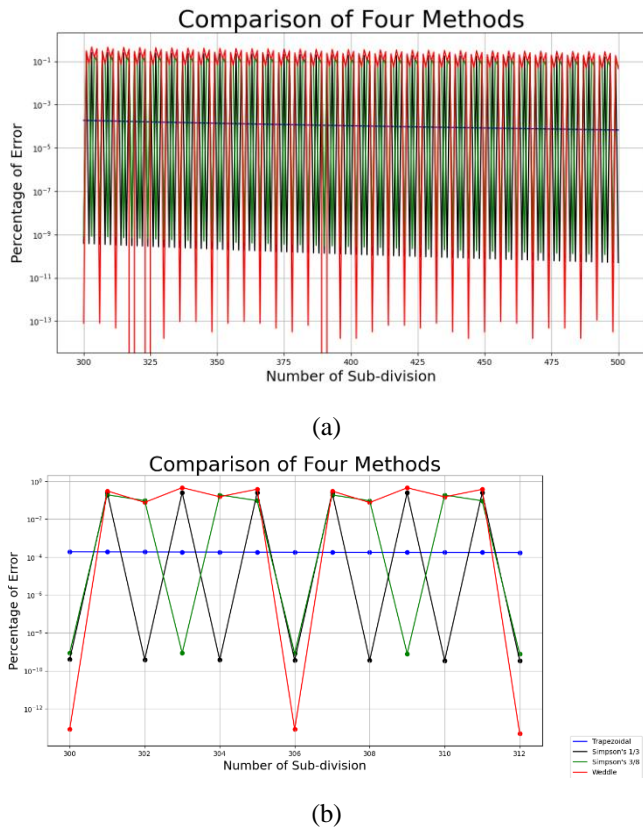 Comparison of Four Methods
Percentage of Error
10⁻¹
10⁻³
10⁻⁵
10⁻⁷
10⁻⁹
10⁻¹¹
10⁻¹³
300 325 350 375 400 425 450 475 500
Number of Sub-division
(a)
Comparison of Four Methods
Percentage of Error
10⁰
10⁻²
10⁻⁴
10⁻⁶
10⁻⁸
10⁻¹⁰
10⁻¹²
300 302 304 306 308 310 312
Number of Sub-division
Trapezoidal
Simpson's 1/3
Simpson's 3/8
Weddle
(b)